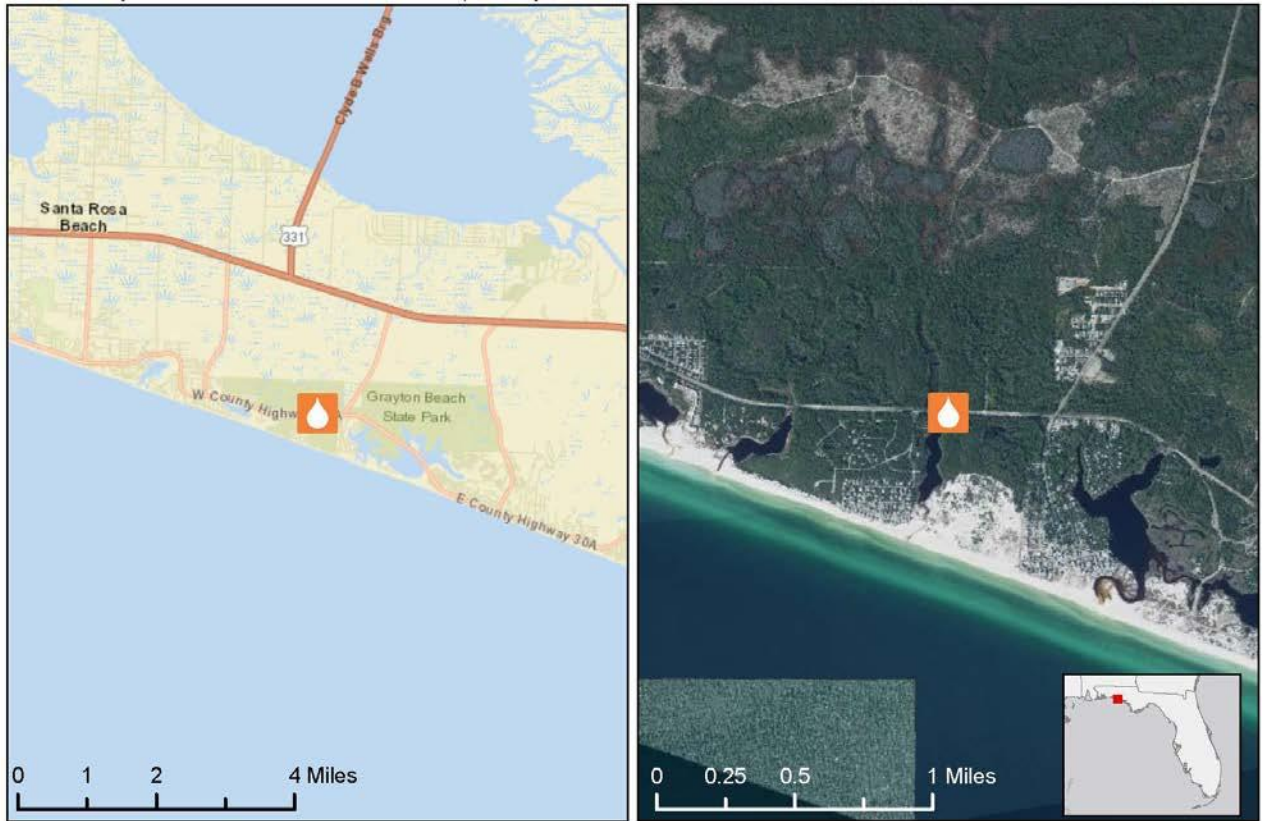 Clyde B Wells Brg
Santa Rosa
Beach
331
W County Highw
A
Grayton Beach
State Park
E County Highway 30A
0 1 2 4 Miles
0 0.25 0.5 1 Miles